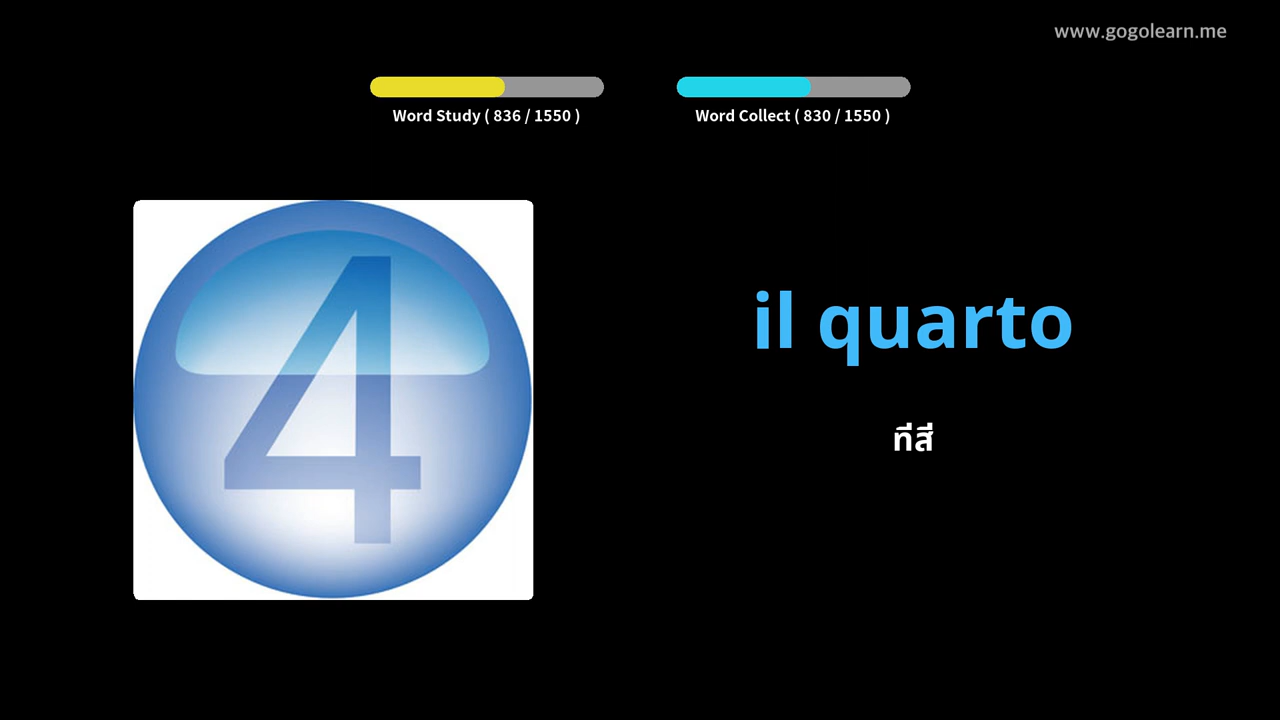 www.gogolearn.me
Word Study ( 836 / 1550 )
Word Collect ( 830 / 1550 )
4
il quarto
ทีสี